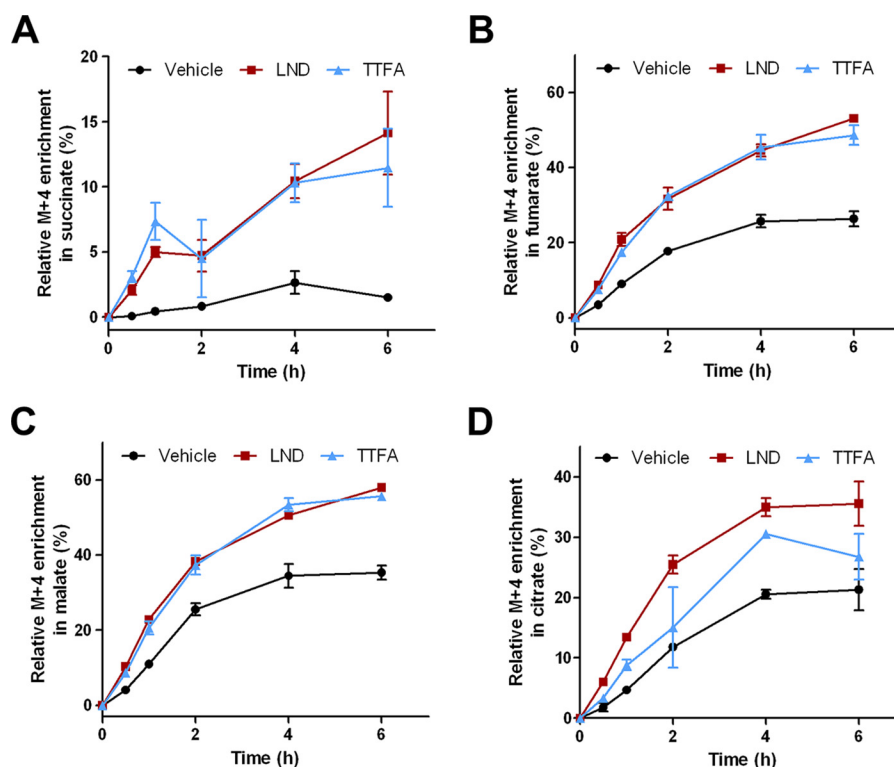 A
Vehicle LND TTFA
Relative M+4 enrichment
in succinate (%)
20
15
10
5
0
0 2 4 6
Time (h)
B
Vehicle LND TTFA
Relative M+4 enrichment
in fumarate (%)
60
40
20
0
0 2 4 6
Time (h)
C
Vehicle LND TTFA
Relative M+4 enrichment
in malate (%)
60
40
20
0
0 2 4 6
Time (h)
D
Vehicle LND TTFA
Relative M+4 enrichment
in citrate (%)
40
30
20
10
0
0 2 4 6
Time (h)